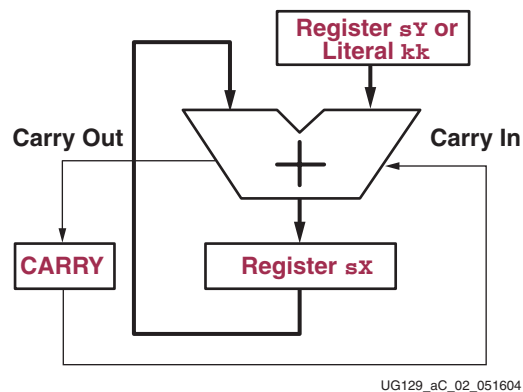 Register sY or
Literal kk
Carry Out
Carry In
+
CARRY
Register sX
UG129_aC_02_051604